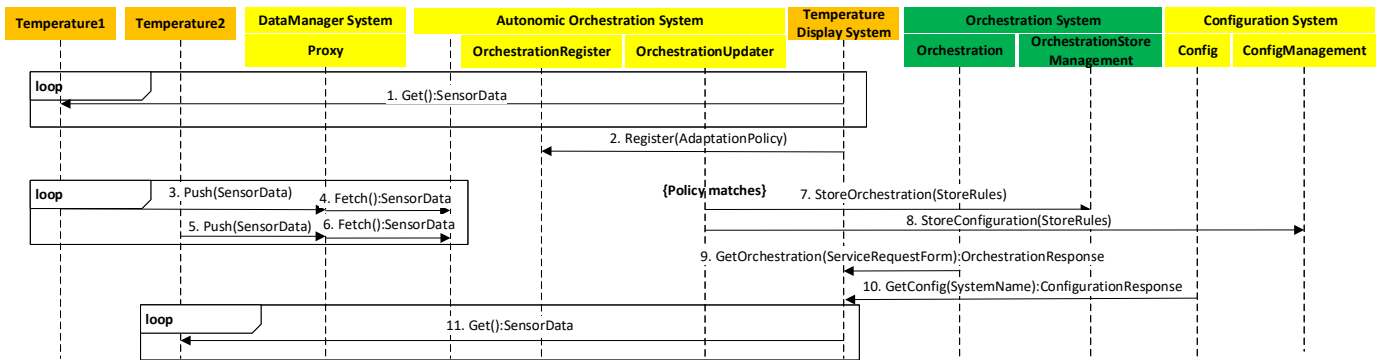 Temperature1
Temperature2
DataManager System
Proxy
Autonomic Orchestration System
OrchestrationRegister
OrchestrationUpdater
Temperature
Display System
Orchestration System
Orchestration
OrchestrationStore
Management
Configuration System
Config
ConfigManagement
loop
1. Get():SensorData
2. Register(AdaptationPolicy)
loop
3. Push(SensorData)
4. Fetch():SensorData
5. Push(SensorData)
6. Fetch():SensorData
{Policy matches}
7. StoreOrchestration(StoreRules)
8. StoreConfiguration(StoreRules)
9. GetOrchestration(ServiceRequestForm):OrchestrationResponse
10. GetConfig(SystemName):ConfigurationResponse
loop
11. Get():SensorData